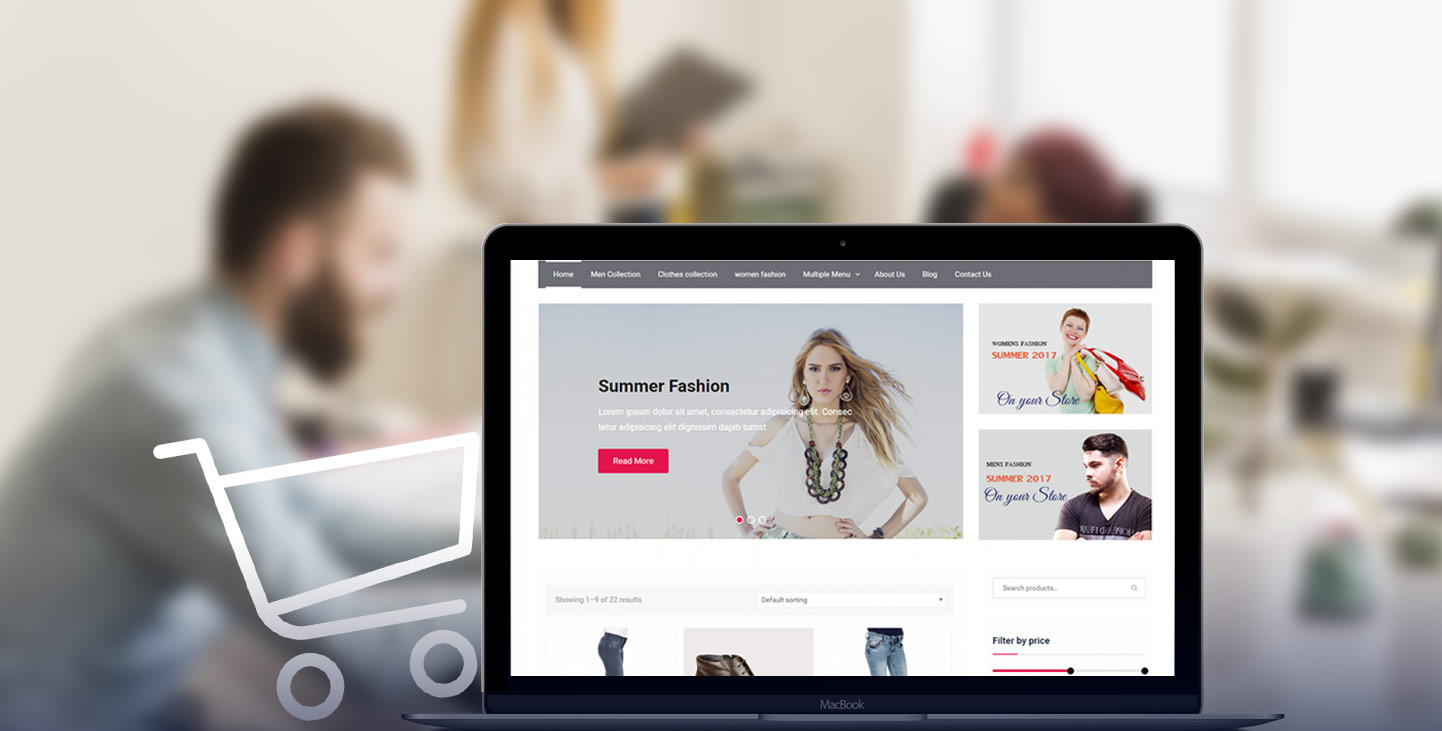 Home Men Collection Clothes collection women fashion Multiple Menu About Us Blog Contact Us
Summer Fashion
Lorem ipsum dolor sit amet, consectetur adipisicing elit. Consec
tetur adipisicing elit dignissim dapib tumst
Read More
WOMENS FASHION
SUMMER 2017
On your Store
MENS FASHION
SUMMER 2017
On your Store
Showing 1–9 of 22 results
Default sorting
Search products...
Filter by price
MacBook